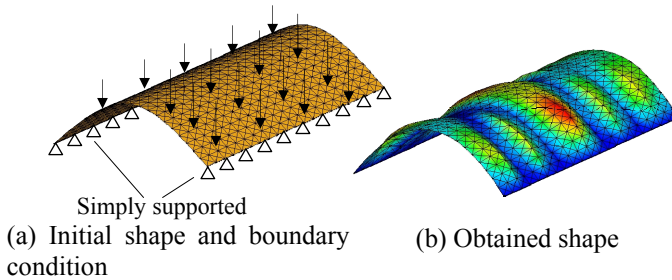 Simply supported
(a) Initial shape and boundary
condition
(b) Obtained shape